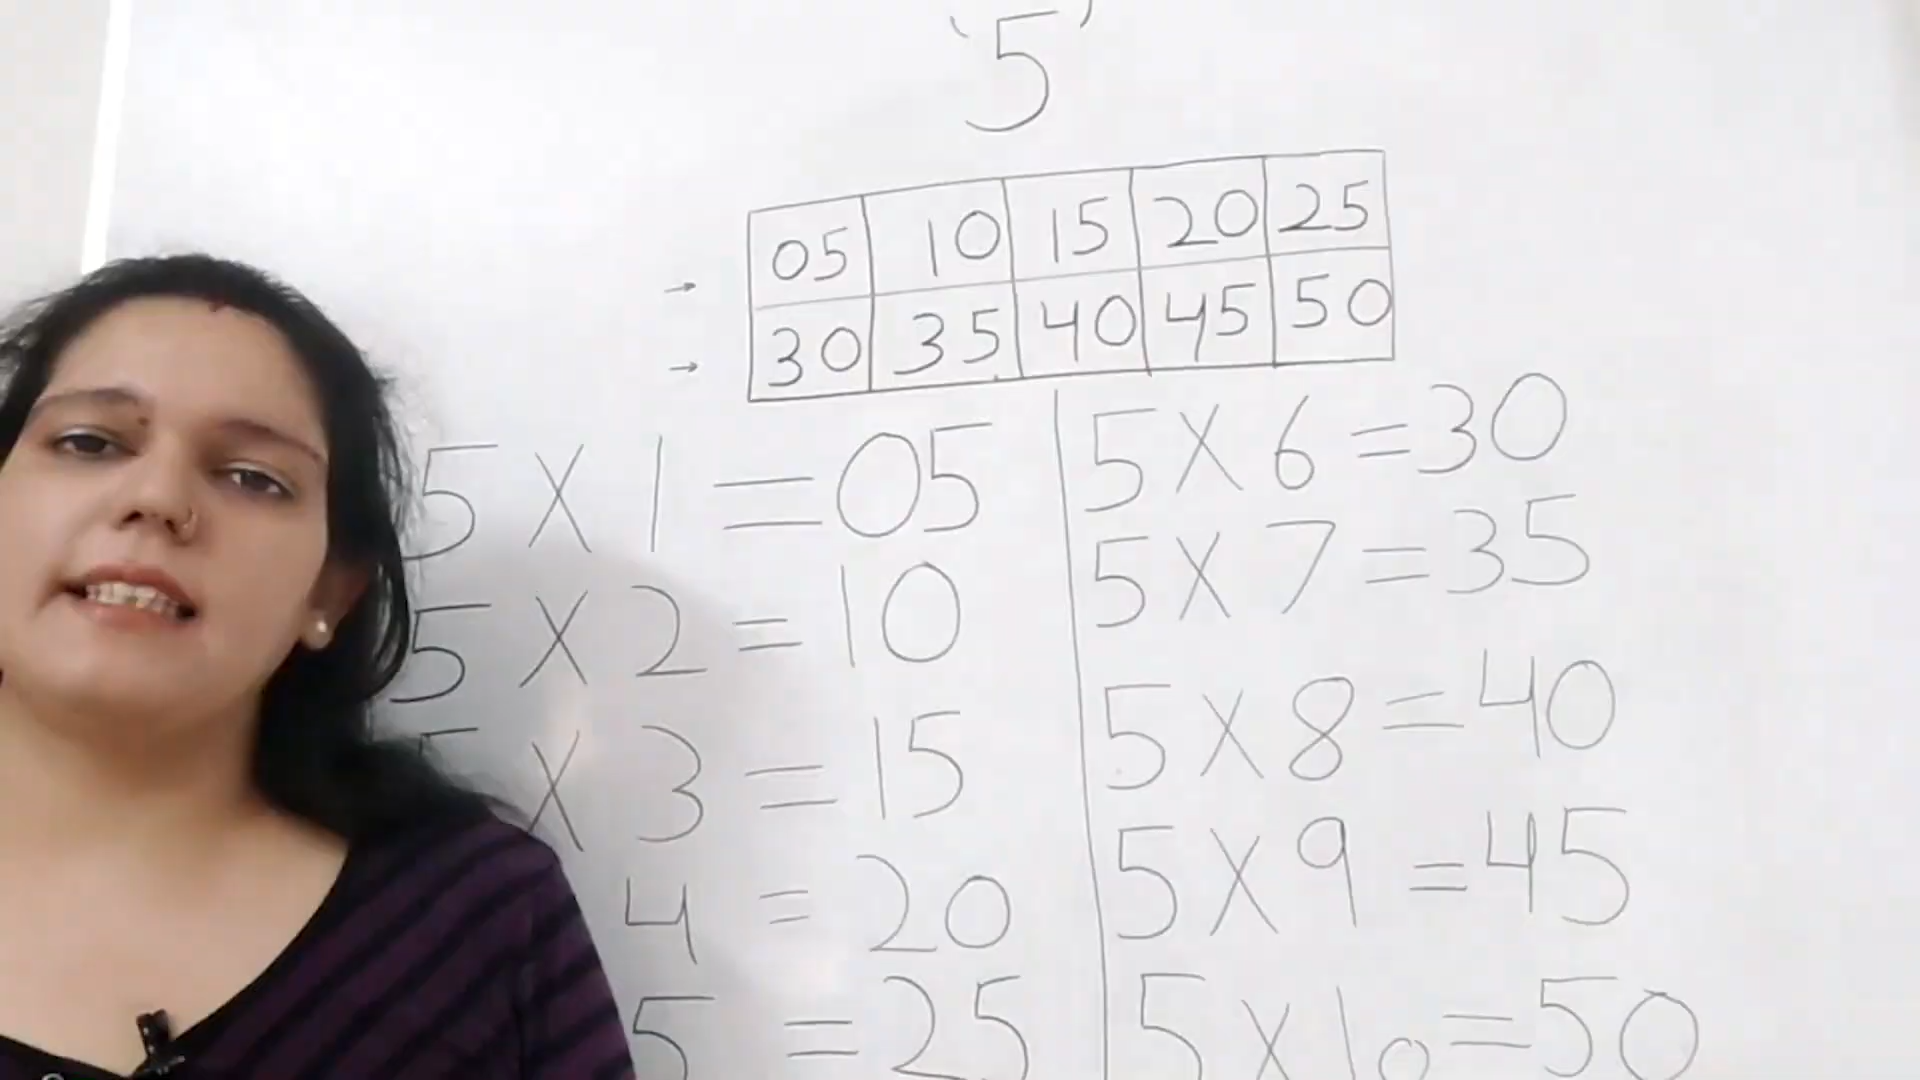 '5'
05 10 15 20 25
→
30 35 40 45 50
→
5 X 1 = 05
5 X 2 = 10
5 X 3 = 15
4 = 20
5 = 25
5 X 6 = 30
5 X 7 = 35
5 X 8 = 40
5 X 9 = 45
5 X 10 = 50